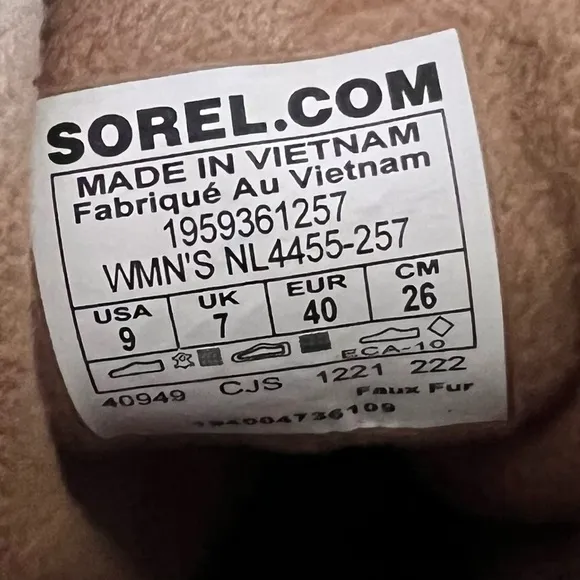 SOREL.COM
MADE IN VIETNAM
Fabriqué Au Vietnam
1959361257
WMN'S NL4455-257
USA UK EUR CM
9 7 40 26
ECA-10
40949 CJS 1221 222
Faux Fur